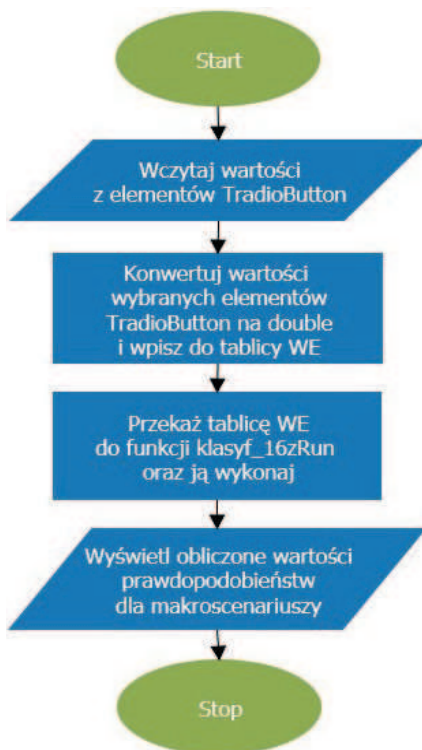 Start
Wczytaj wartości
z elementów TradioButton
Konwertuj wartości
wybranych elementów
TradioButton na double
i wpisz do tablicy WE
Przekaż tablicę WE
do funkcji klasyf_16zRun
oraz ją wykonaj
Wyświetl obliczone wartości
prawdopodobieństw
dla makroscenariuszy
Stop